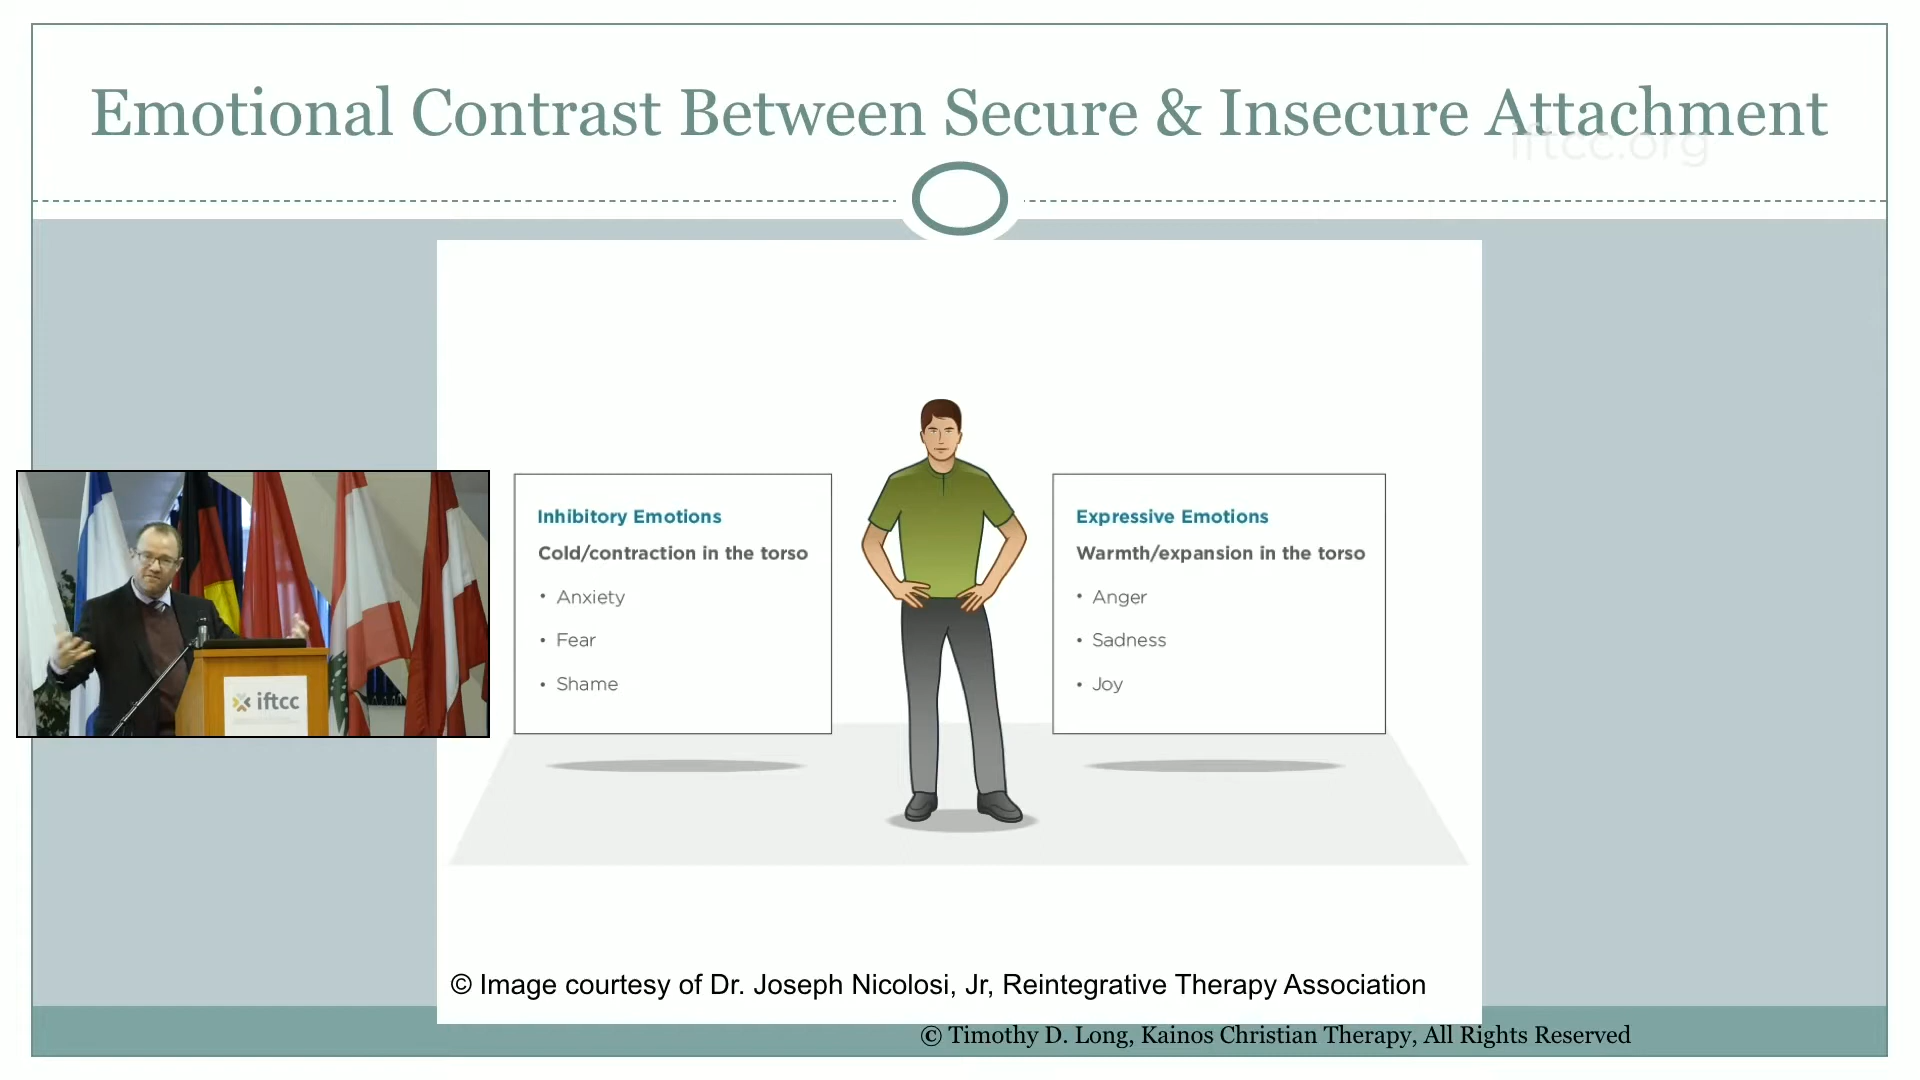 Emotional Contrast Between Secure & Insecure Attachment
iftcc.org
Inhibitory Emotions
Cold/contraction in the torso
• Anxiety
• Fear
• Shame
Expressive Emotions
Warmth/expansion in the torso
• Anger
• Sadness
• Joy
iftcc
© Image courtesy of Dr. Joseph Nicolosi, Jr, Reintegrative Therapy Association
© Timothy D. Long, Kainos Christian Therapy, All Rights Reserved